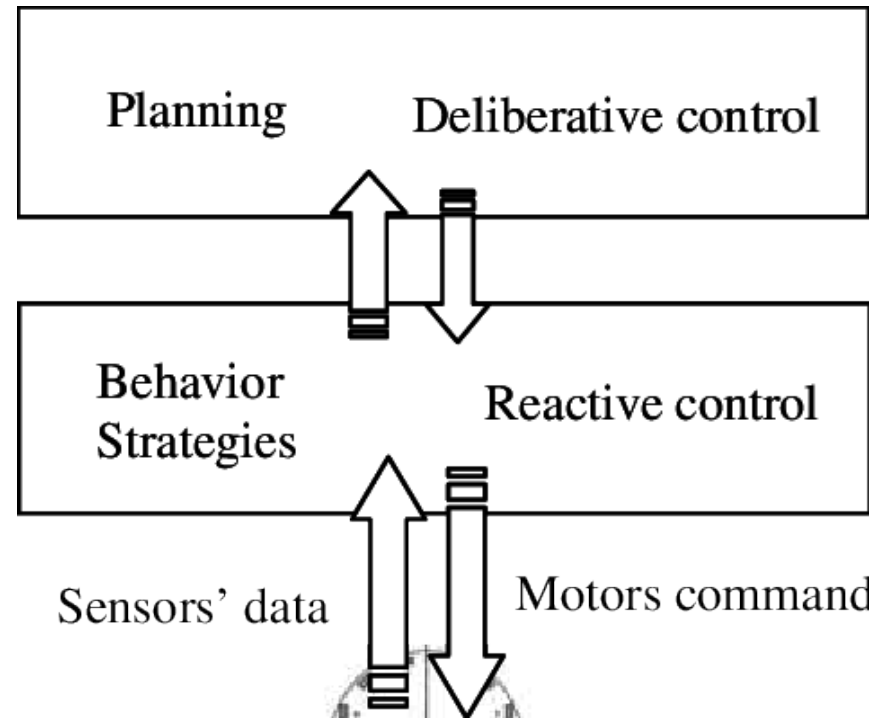 Planning
Deliberative control
Behavior
Strategies
Reactive control
Sensors’ data
Motors command